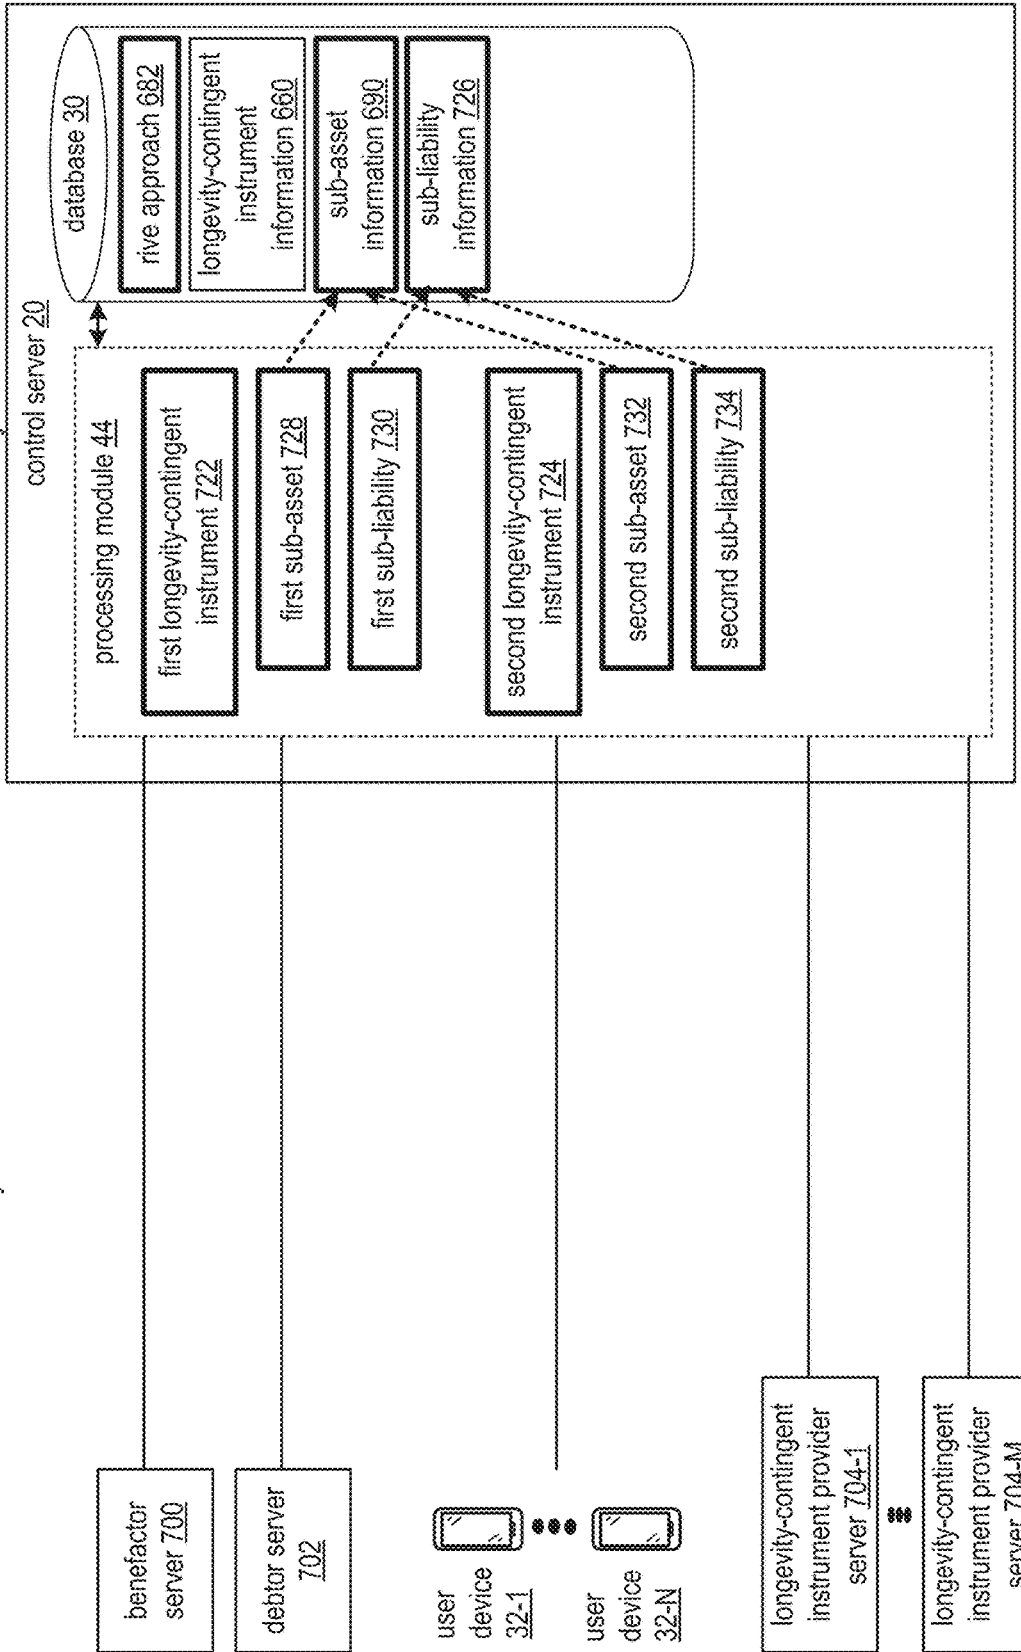 control server 20
database 30
rive approach 682
longevity-contingent
instrument
information 660
sub-asset
information 690
sub-liability
information 726
processing module 44
first longevity-contingent
instrument 722
first sub-asset 728
first sub-liability 730
second longevity-contingent
instrument 724
second sub-asset 732
second sub-liability 734
benefactor
server 700
debtor server
702
user
device
32-1
user
device
32-N
longevity-contingent
instrument provider
server 704-1
longevity-contingent
instrument provider
server 704-M